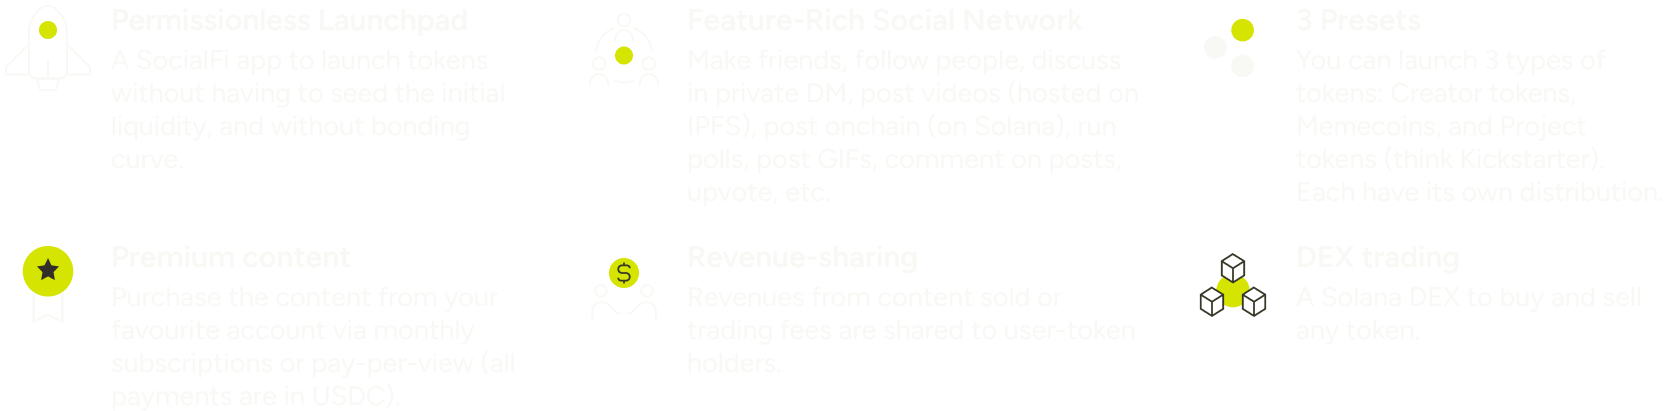 Permissionless Launchpad
A SocialFi app to launch tokens
without having to seed the initial
liquidity, and without bonding
curve.
Feature-Rich Social Network
Make friends, follow people, discuss
in private DM, post videos (hosted on
IPFS), post onchain (on Solana), run
polls, post GIFs, comment on posts,
upvote, etc.
3 Presets
You can launch 3 types of
tokens: Creator tokens,
Memecoins, and Project
tokens (think Kickstarter).
Each have its own distribution.
Premium content
Purchase the content from your
favourite account via monthly
subscriptions or pay-per-view (all
payments are in USDC).
$
Revenue-sharing
Revenues from content sold or
trading fees are shared to user-token
holders.
DEX trading
A Solana DEX to buy and sell
any token.